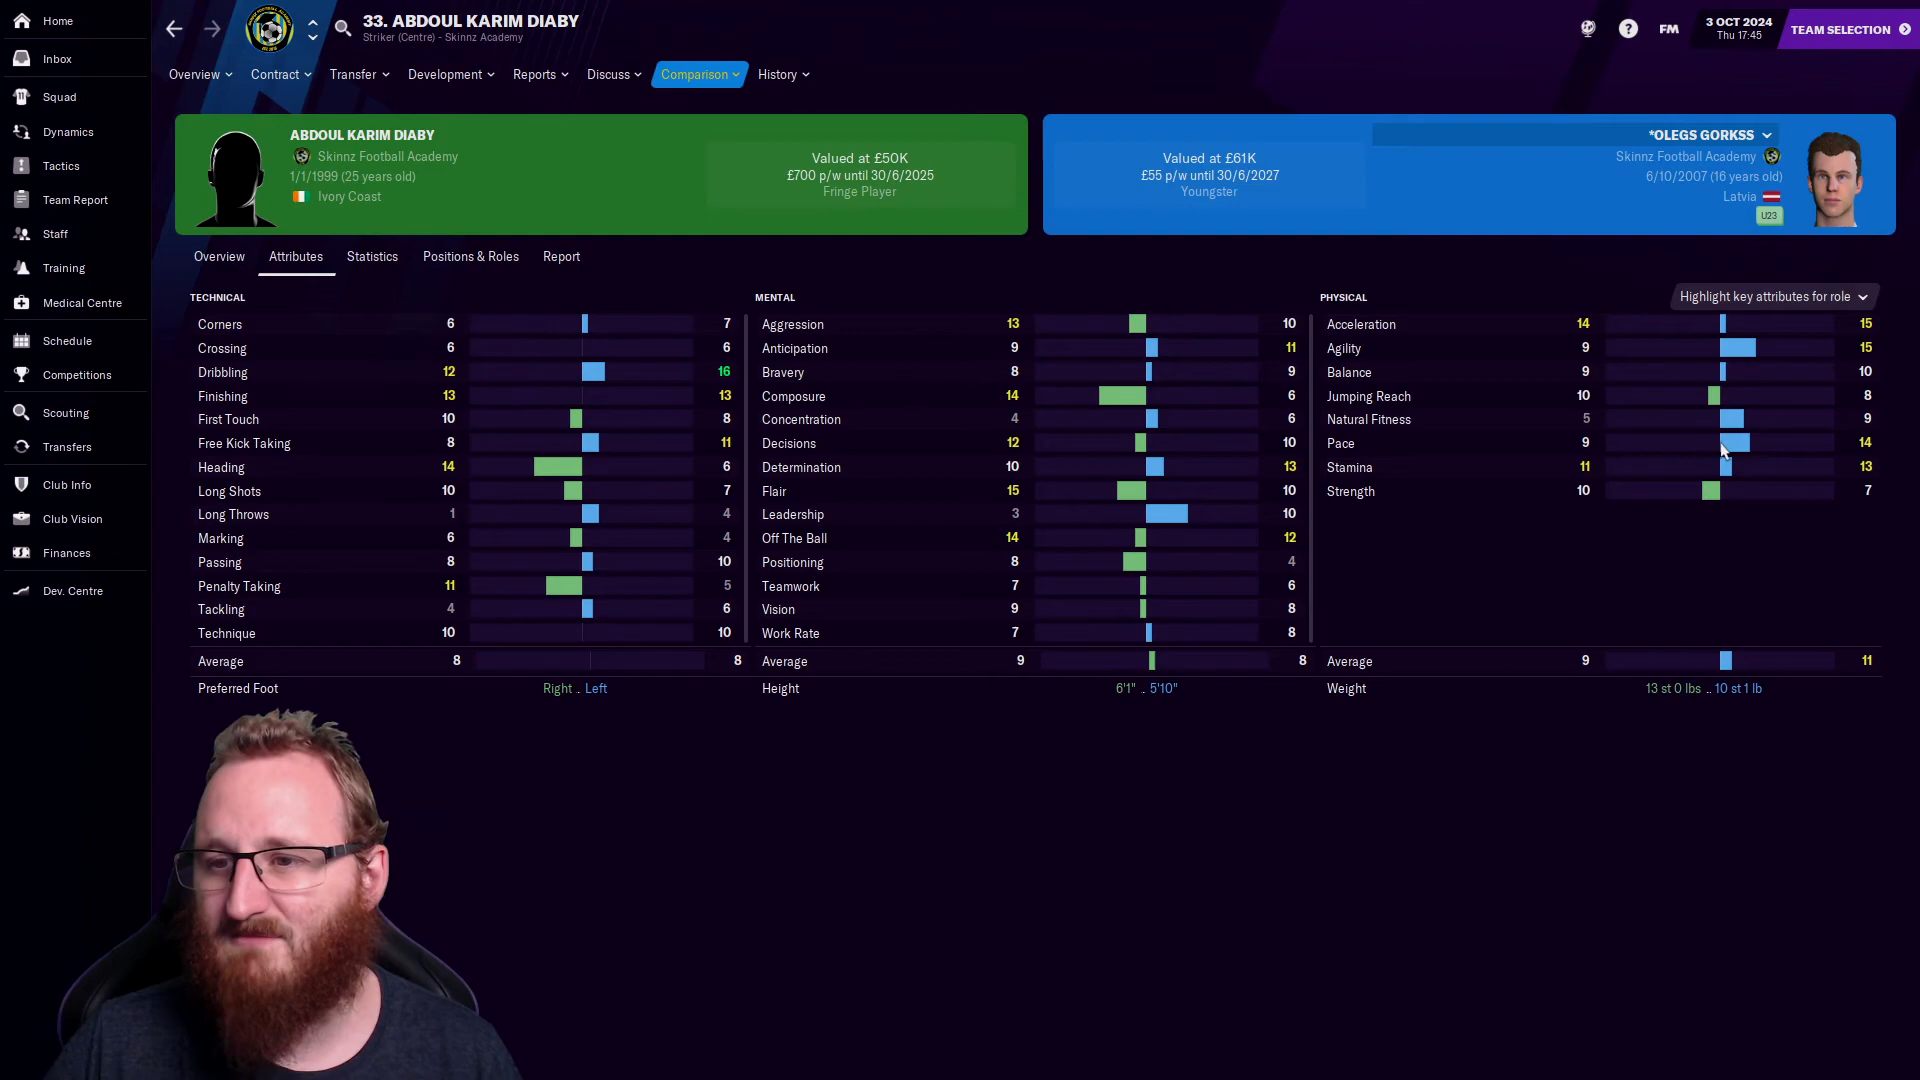 Home
Inbox
Squad
Dynamics
Tactics
Team Report
Staff
Training
Medical Centre
Schedule
Competitions
Scouting
Transfers
Club Info
Club Vision
Finances
Dev. Centre
33. ABDOUL KARIM DIABY
Striker (Centre) - Skinnz Academy
FM
3 OCT 2024
Thu 17:45
TEAM SELECTION
Overview Contract Transfer Development Reports Discuss Comparison History
ABDOUL KARIM DIABY
Skinnz Football Academy
1/1/1999 (25 years old)
Ivory Coast
Valued at £50K
£700 p/w until 30/6/2025
Fringe Player
Valued at £61K
£55 p/w until 30/6/2027
Youngster
*OLEGS GORKSS
Skinnz Football Academy
6/10/2007 (16 years old)
Latvia
U23
Overview Attributes Statistics Positions & Roles Report
Highlight key attributes for role
TECHNICAL
Corners 6 7
Crossing 6 6
Dribbling 12 16
Finishing 13 13
First Touch 10 8
Free Kick Taking 8 11
Heading 14 6
Long Shots 10 7
Long Throws 1 4
Marking 6 4
Passing 8 10
Penalty Taking 11 5
Tackling 4 6
Technique 10 10
Average 8 8
Preferred Foot Right .. Left
MENTAL
Aggression 13 10
Anticipation 9 11
Bravery 8 9
Composure 14 6
Concentration 4 6
Decisions 12 10
Determination 10 13
Flair 15 10
Leadership 3 10
Off The Ball 14 12
Positioning 8 4
Teamwork 7 6
Vision 9 8
Work Rate 7 8
Average 9 8
Height 6'1" .. 5'10"
PHYSICAL
Acceleration 14 15
Agility 9 15
Balance 9 10
Jumping Reach 10 8
Natural Fitness 5 9
Pace 9 14
Stamina 11 13
Strength 10 7
Average 9 11
Weight 13 st 0 lbs .. 10 st 1 lb